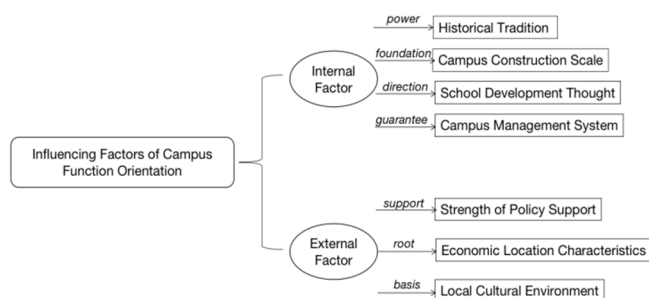 power
Historical Tradition
foundation
Campus Construction Scale
Internal
Factor
direction
School Development Thought
guarantee
Campus Management System
Influencing Factors of Campus
Function Orientation
support
Strength of Policy Support
External
Factor
root
Economic Location Characteristics
basis
Local Cultural Environment